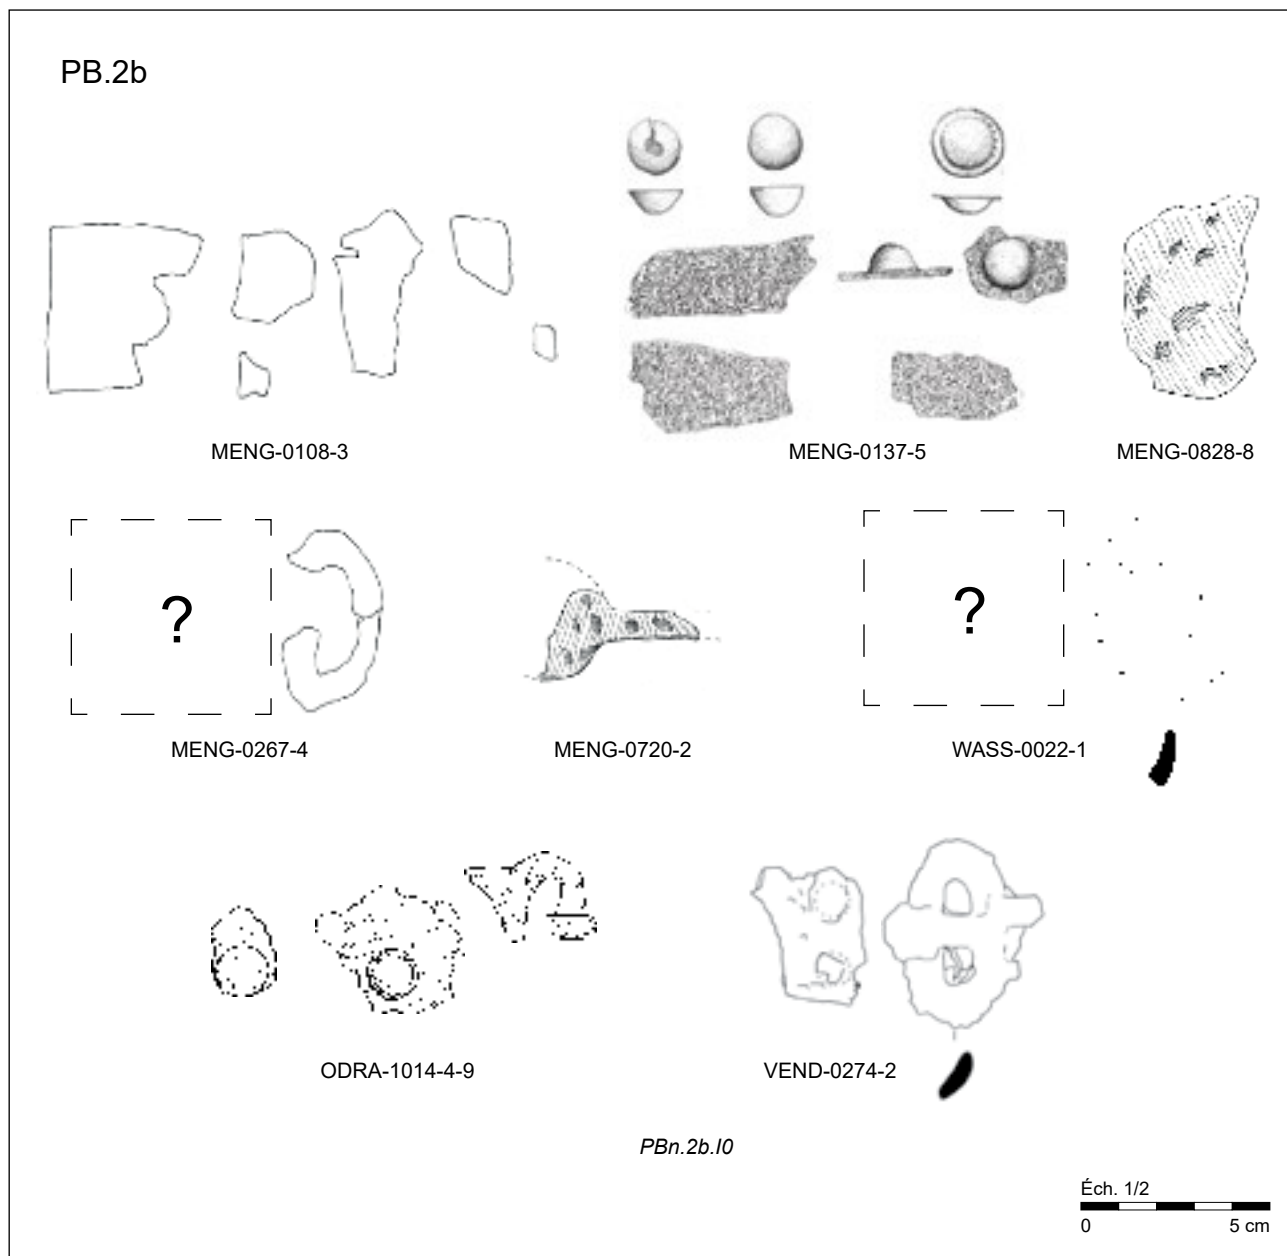 PB.2b
MENG-0108-3
MENG-0137-5
MENG-0828-8
?
?
MENG-0267-4
MENG-0720-2
WASS-0022-1
ODRA-1014-4-9
VEND-0274-2
PBn.2b.I0
Éch. 1/2
0 5 cm